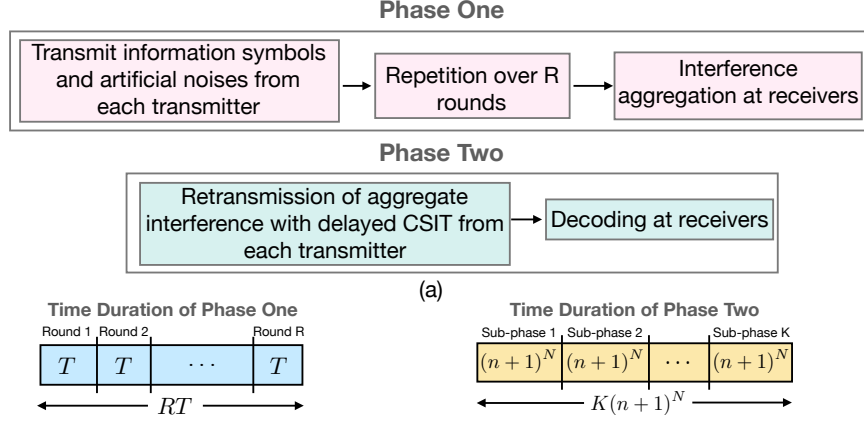 Phase One
Transmit information symbols
and artificial noises from
each transmitter
Repetition over R
rounds
Interference
aggregation at receivers
Phase Two
Retransmission of aggregate
interference with delayed CSIT from
each transmitter
Decoding at receivers
(a)
Time Duration of Phase One
Round 1 Round 2 Round R
T T ··· T
RT
Time Duration of Phase Two
Sub-phase 1 Sub-phase 2 Sub-phase K
(n + 1)^N (n + 1)^N ··· (n + 1)^N
K(n + 1)^N